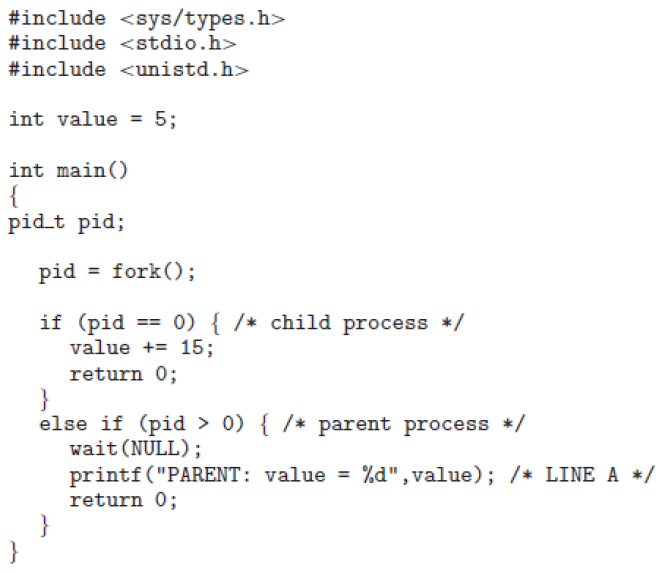 #include <sys/types.h>
#include <stdio.h>
#include <unistd.h>

int value = 5;

int main()
{
pid_t pid;

   pid = fork();

   if (pid == 0) { /* child process */
      value += 15;
      return 0;
   }
   else if (pid > 0) { /* parent process */
      wait(NULL);
      printf("PARENT: value = %d",value); /* LINE A */
      return 0;
   }
}